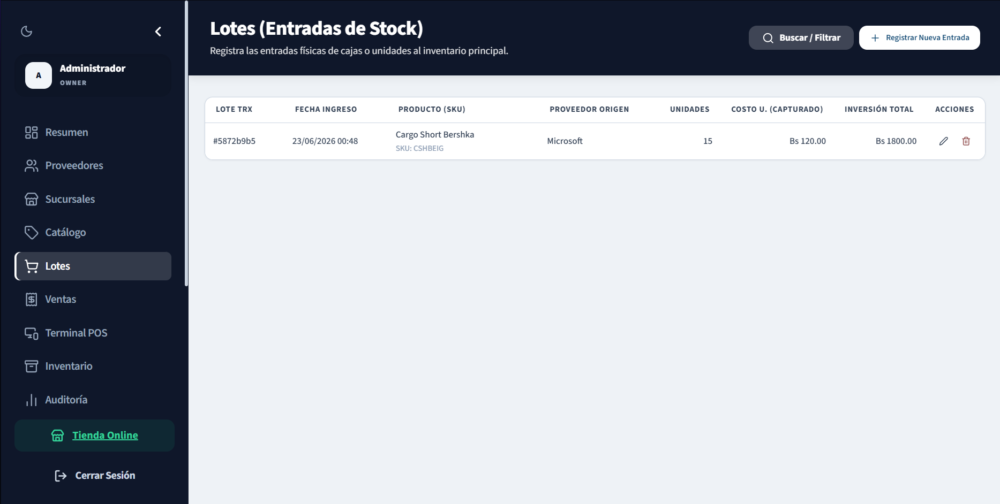 A
Administrador
OWNER
Resumen
Proveedores
Sucursales
Catálogo
Lotes
Ventas
Terminal POS
Inventario
Auditoría
Tienda Online
Cerrar Sesión
Lotes (Entradas de Stock)
Registra las entradas físicas de cajas o unidades al inventario principal.
Buscar / Filtrar
Registrar Nueva Entrada
LOTE TRX FECHA INGRESO PRODUCTO (SKU) PROVEEDOR ORIGEN UNIDADES COSTO U. (CAPTURADO) INVERSIÓN TOTAL ACCIONES
#5872b9b5 23/06/2026 00:48 Cargo Short Bershka Microsoft 15 Bs 120.00 Bs 1800.00
SKU: CSHBEIG